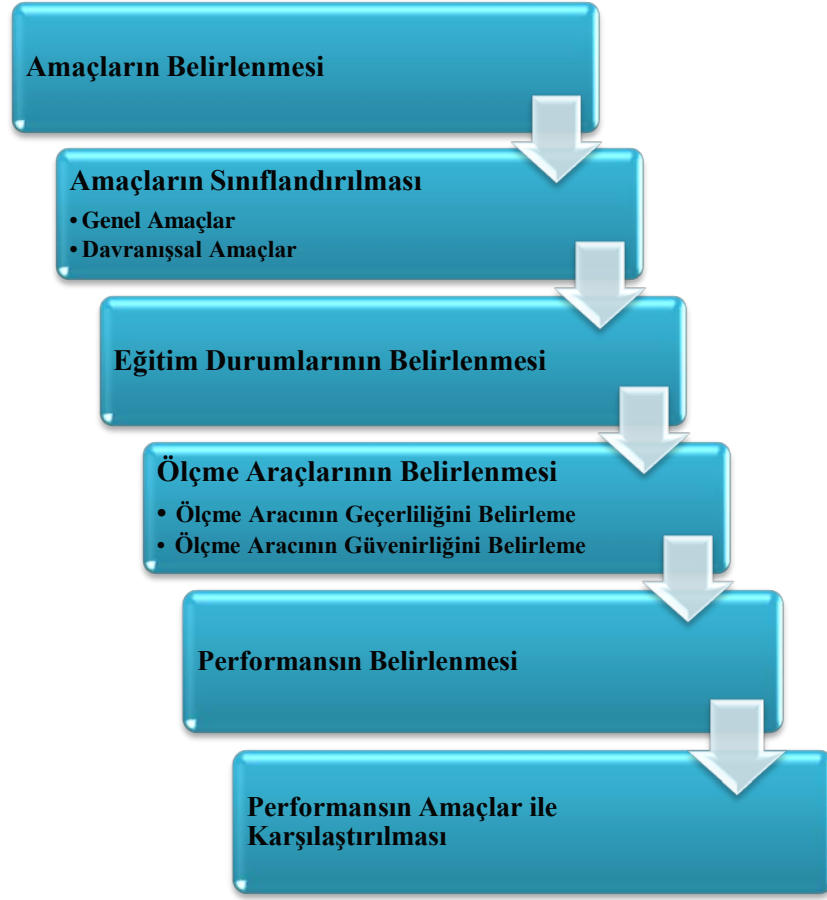 Amaçların Belirlenmesi
Amaçların Sınıflandırılması
• Genel Amaçlar
• Davranışsal Amaçlar
Eğitim Durumlarının Belirlenmesi
Ölçme Araçlarının Belirlenmesi
• Ölçme Aracının Geçerliliğini Belirleme
• Ölçme Aracının Güvenirliğini Belirleme
Performansın Belirlenmesi
Performansın Amaçlar ile
Karşılaştırılması